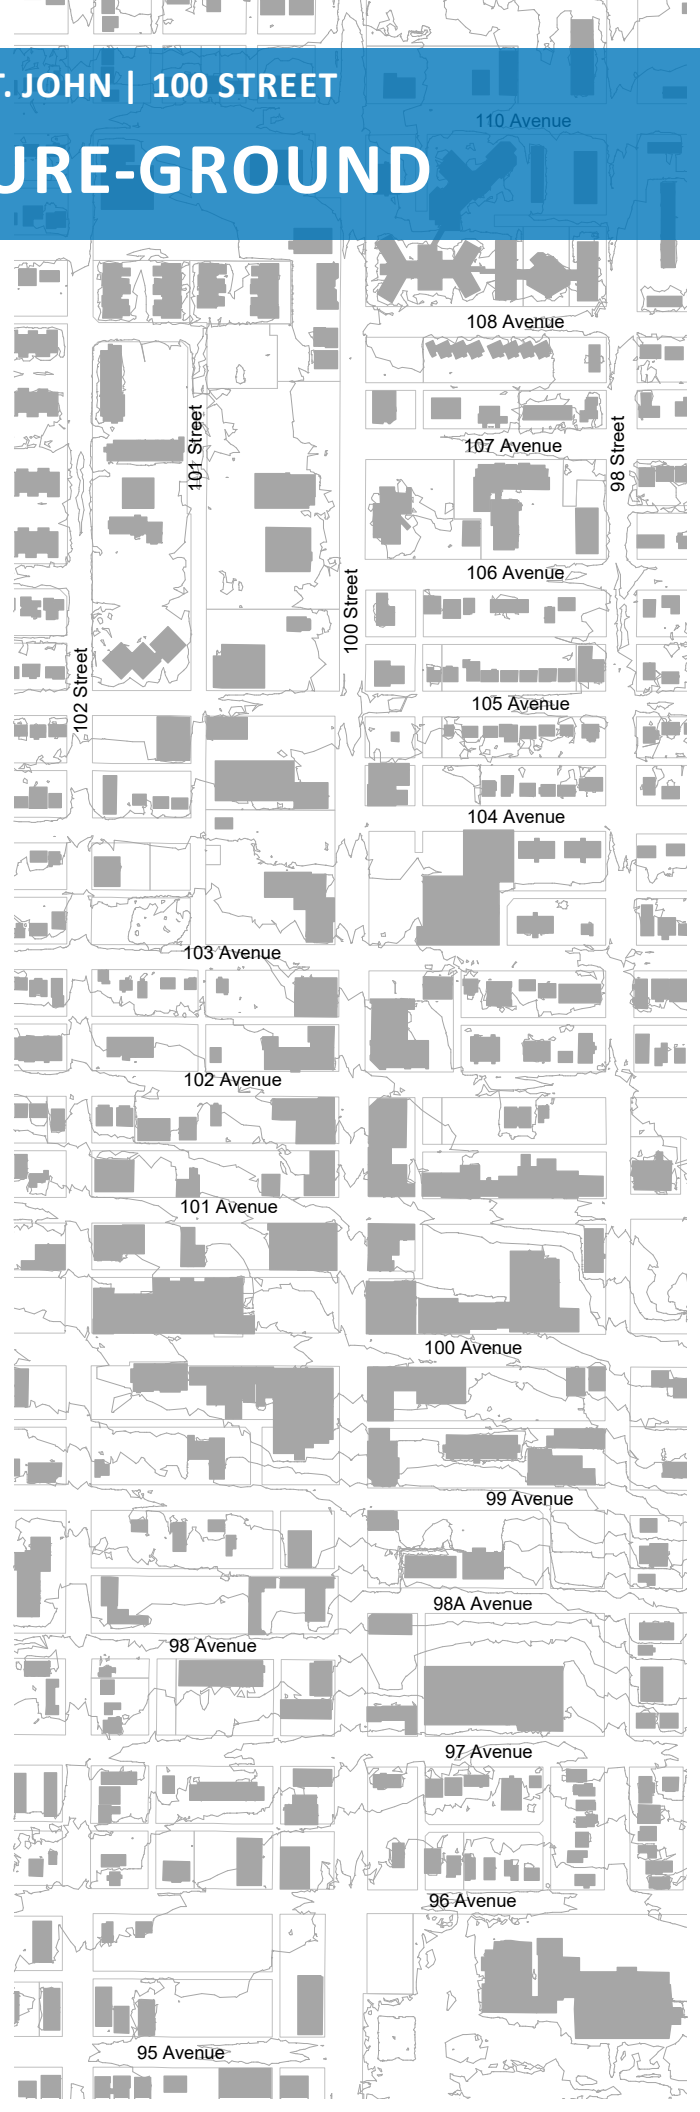 T. JOHN | 100 STREET
110 Avenue
URE-GROUND
108 Avenue
101 Street
98 Street
107 Avenue
106 Avenue
100 Street
102 Street
105 Avenue
104 Avenue
103 Avenue
102 Avenue
101 Avenue
100 Avenue
99 Avenue
98A Avenue
98 Avenue
97 Avenue
96 Avenue
95 Avenue